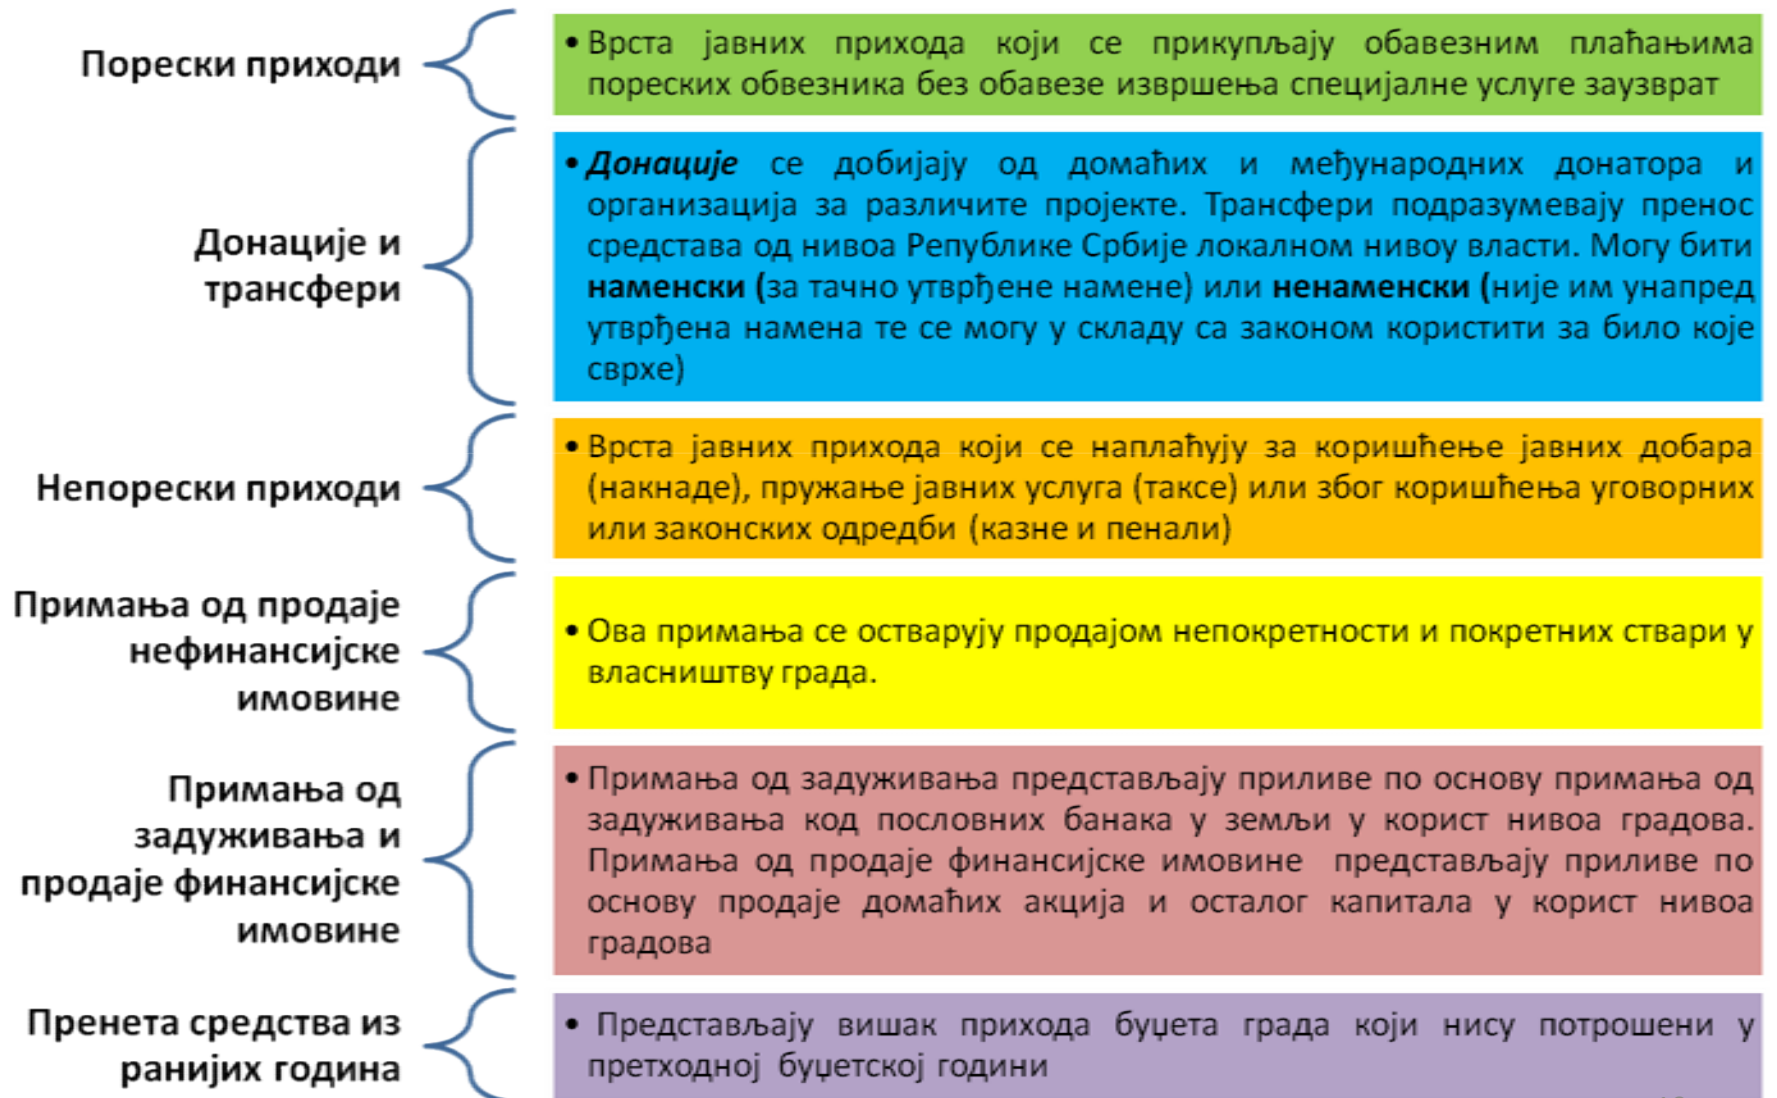 Порески приходи
• Врста јавних прихода који се прикупљају обавезним плаћањима
пореских обвезника без обавезе извршења специјалне услуге заузврат
Донације и
трансфери
• Донације се добијају од домаћих и међународних донатора и
организација за различите пројекте. Трансфери подразумевају пренос
средстава од нивоа Републике Србије локалном нивоу власти. Могу бити
наменски (за тачно утврђене намене) или ненаменски (није им унапред
утврђена намена те се могу у складу са законом користити за било које
сврхе)
Непорески приходи
• Врста јавних прихода који се наплаћују за коришћење јавних добара
(накнаде), пружање јавних услуга (таксе) или због коришћења уговорних
или законских одредби (казне и пенали)
Примања од продаје
нефинансијске
имовине
• Ова примања се остварују продајом непокретности и покретних ствари у
власништву града.
Примања од
задуживања и
продаје финансијске
имовине
• Примања од задуживања представљају приливе по основу примања од
задуживања код пословних банака у земљи у корист нивоа градова.
Примања од продаје финансијске имовине представљају приливе по
основу продаје домаћих акција и осталог капитала у корист нивоа
градова
Пренета средства из
ранијих година
• Представљају вишак прихода буџета града који нису потрошени у
претходној буџетској години